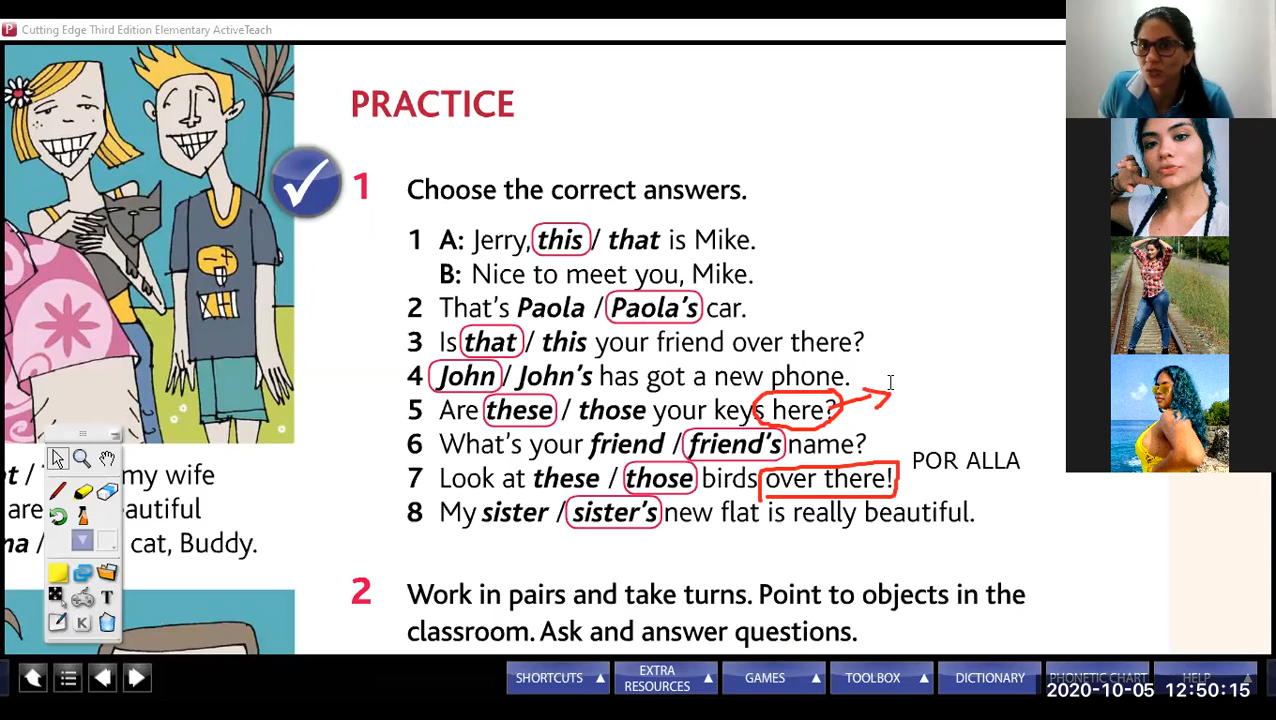 Cutting Edge Third Edition Elementary ActiveTeach
PRACTICE
1 Choose the correct answers.
1 A: Jerry, this / that is Mike.
B: Nice to meet you, Mike.
2 That's Paola / Paola's car.
3 Is that / this your friend over there?
4 John / John's has got a new phone.
5 Are these / those your keys here?
6 What's your friend / friend's name?
7 Look at these / those birds over there!
POR ALLA
8 My sister / sister's new flat is really beautiful.
my wife
are
cat, Buddy.
2 Work in pairs and take turns. Point to objects in the
classroom. Ask and answer questions.
SHORTCUTS
EXTRA
RESOURCES
GAMES
TOOLBOX
DICTIONARY
PHONETIC CHART
HELP
2020-10-05 12:50:15